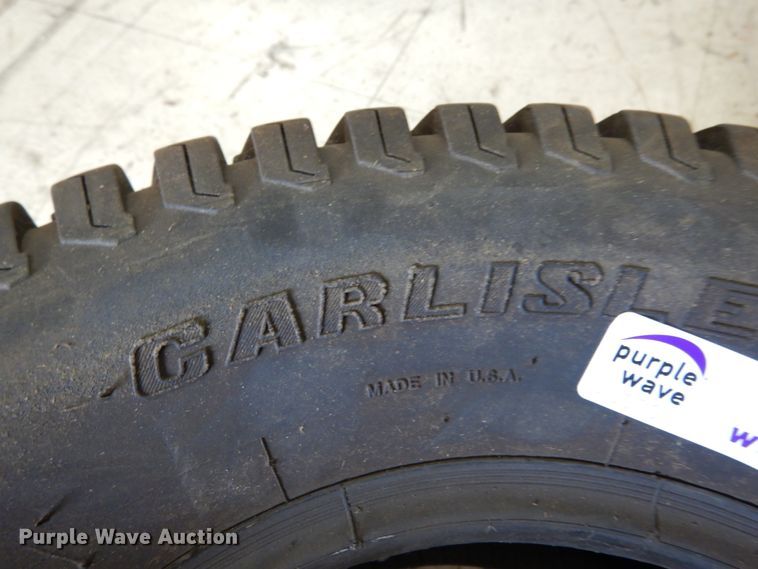 CARLISLE
MADE IN U.S.A.
purple
wave
w
Purple Wave Auction